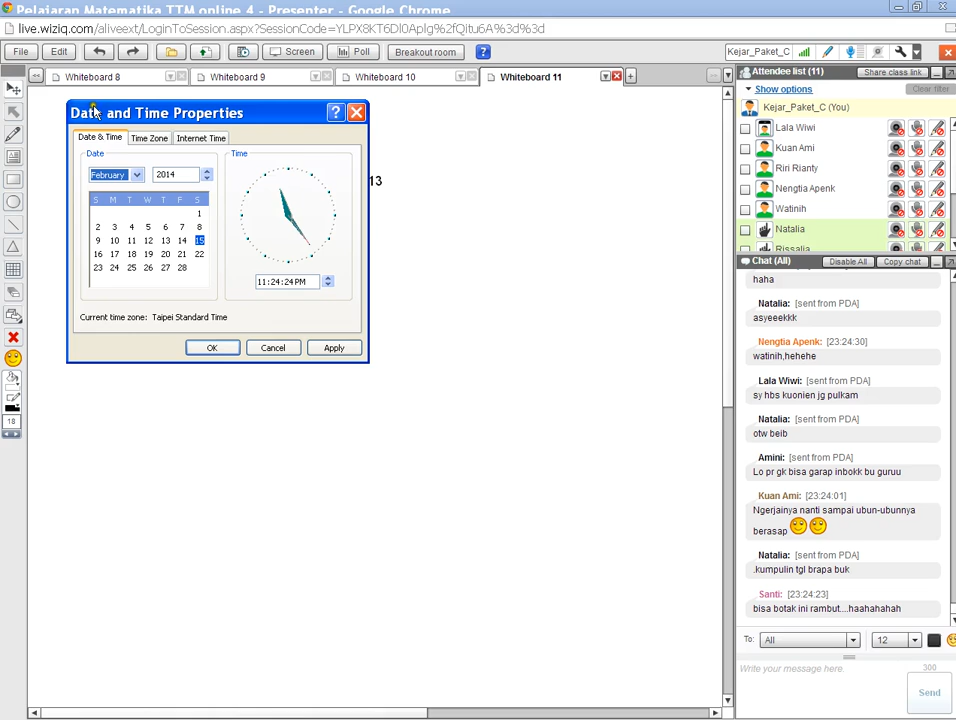 Pelajaran Matematika TTM online 4 - Presenter - Google Chrome
live.wiziq.com/aliveext/LoginToSession.aspx?SessionCode=YLPX8KT6Dl0Aplg%2fCj%2fQitu6A%3d%3d
File Edit Screen Poll Breakout room ? Kejar_Paket_C
Whiteboard 8 Whiteboard 9 Whiteboard 10 Whiteboard 11
Attendee list (11) Share class link
Show options Clear filter
Kejar_Paket_C (You)
Lala Wiwi
Kuan Ami
Riri Rianty
Nengtia Apenk
Watinih
Natalia
Rissalia
Date and Time Properties
Date & Time Time Zone Internet Time
Date
February 2014
S M T W T F S
1
2 3 4 5 6 7 8
9 10 11 12 13 14 15
16 17 18 19 20 21 22
23 24 25 26 27 28
Time
11:24:24 PM
Current time zone: Taipei Standard Time
OK Cancel Apply
13
18
Chat (All) Disable All Copy chat
haha
Natalia: [sent from PDA]
asyeeekkk
Nengtia Apenk: [23:24:30]
watinih,hehehe
Lala Wiwi: [sent from PDA]
sy hbs kuonien jg pulkam
Natalia: [sent from PDA]
otw beib
Amini: [sent from PDA]
Lo pr gk bisa garap inbokk bu guruu
Kuan Ami: [23:24:01]
Ngerjainya nanti sampai ubun-ubunnya
berasap
Natalia: [sent from PDA]
.kumpulin tgl brapa buk
Santi: [23:24:23]
bisa botak ini rambut....haahahahah
To: All 12
Write your message here. 300
Send